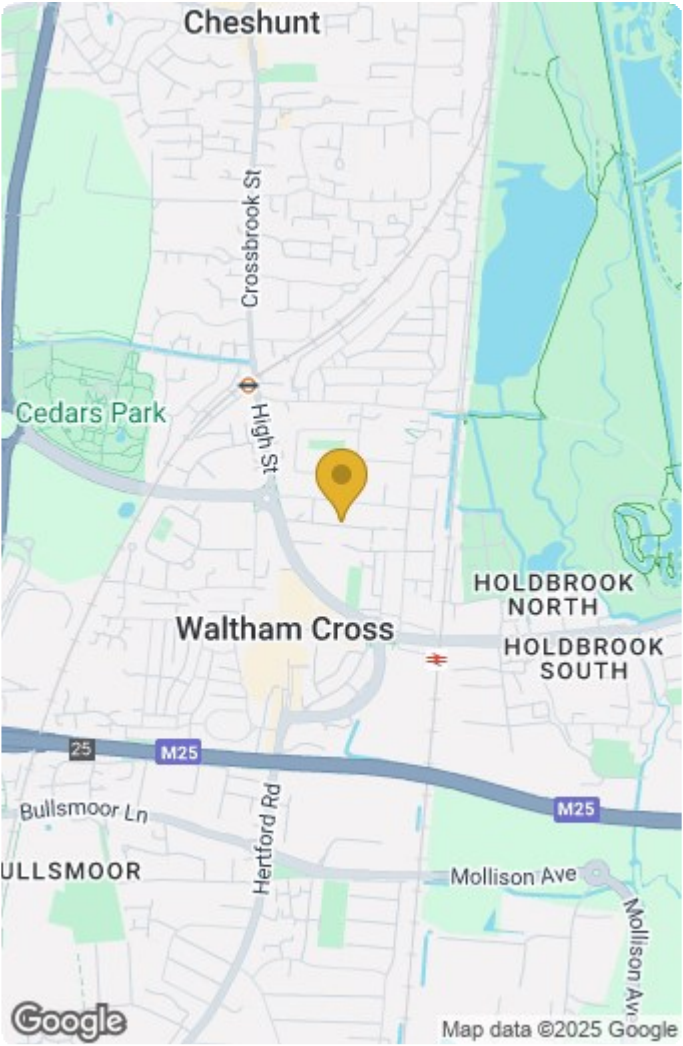 Cheshunt
Crossbrook St
Cedars Park
High St
HOLDBROOK
NORTH
Waltham Cross
HOLDBROOK
SOUTH
25
M25
M25
Bullsmoor Ln
Hertford Rd
ULLSMOOR
Mollison Ave
Mollison Ave
Google
Map data ©2025 Google